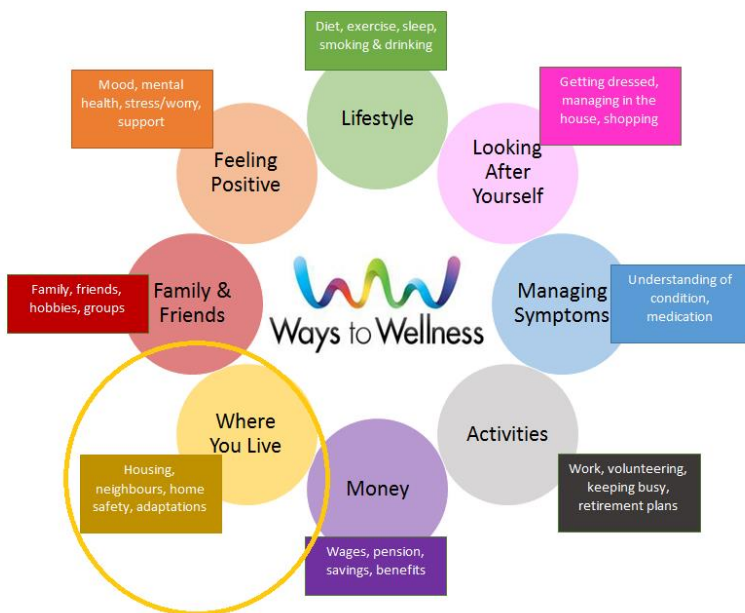 Diet, exercise, sleep,
smoking & drinking
Lifestyle
Mood, mental
health, stress/worry,
support
Feeling
Positive
Getting dressed,
managing in the
house, shopping
Looking
After
Yourself
Family, friends,
hobbies, groups
Family &
Friends
Ways to Wellness
Managing
Symptoms
Understanding of
condition,
medication
Where
You Live
Housing,
neighbours, home
safety, adaptations
Money
Wages, pension,
savings, benefits
Activities
Work, volunteering,
keeping busy,
retirement plans